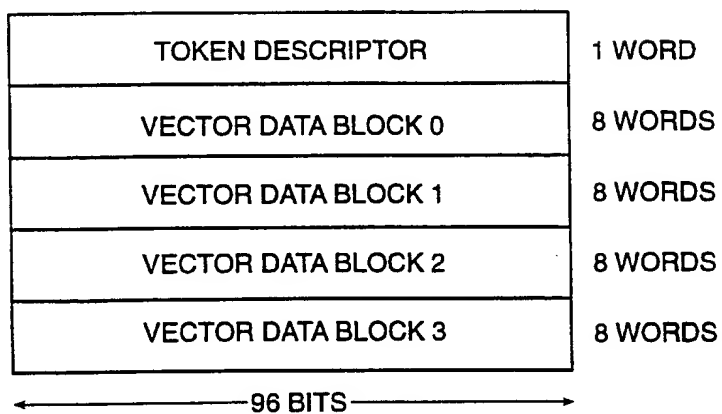 TOKEN DESCRIPTOR 1 WORD
VECTOR DATA BLOCK 0 8 WORDS
VECTOR DATA BLOCK 1 8 WORDS
VECTOR DATA BLOCK 2 8 WORDS
VECTOR DATA BLOCK 3 8 WORDS
96 BITS